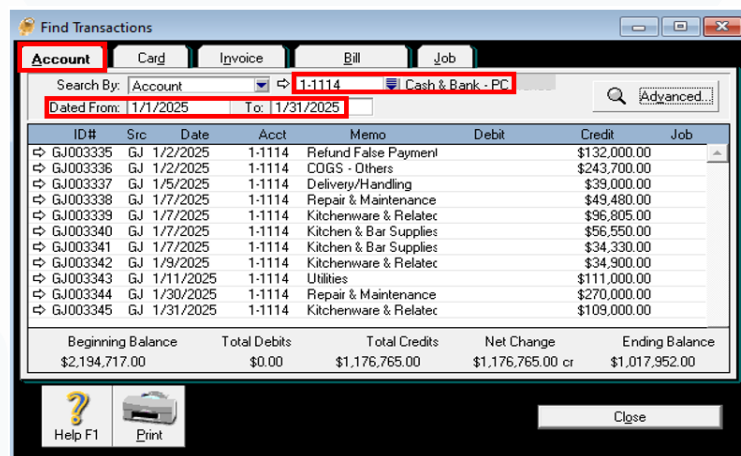 Find Transactions
Account Card Invoice Bill Job
Search By: Account 1-1114 Cash & Bank - PC
Dated From: 1/1/2025 To: 1/31/2025 Advanced...
ID# Src Date Acct Memo Debit Credit Job
GJ003335 GJ 1/2/2025 1-1114 Refund False Payment $132,000.00
GJ003336 GJ 1/2/2025 1-1114 COGS - Others $243,700.00
GJ003337 GJ 1/5/2025 1-1114 Delivery/Handling $39,000.00
GJ003338 GJ 1/7/2025 1-1114 Repair & Maintenance $49,480.00
GJ003339 GJ 1/7/2025 1-1114 Kitchenware & Relatec $96,805.00
GJ003340 GJ 1/7/2025 1-1114 Kitchen & Bar Supplies $56,550.00
GJ003341 GJ 1/7/2025 1-1114 Kitchen & Bar Supplies $34,330.00
GJ003342 GJ 1/9/2025 1-1114 Kitchenware & Relatec $34,900.00
GJ003343 GJ 1/11/2025 1-1114 Utilities $111,000.00
GJ003344 GJ 1/30/2025 1-1114 Repair & Maintenance $270,000.00
GJ003345 GJ 1/31/2025 1-1114 Kitchenware & Relatec $109,000.00
Beginning Balance Total Debits Total Credits Net Change Ending Balance
$2,194,717.00 $0.00 $1,176,765.00 $1,176,765.00 cr $1,017,952.00
Help F1 Print Close